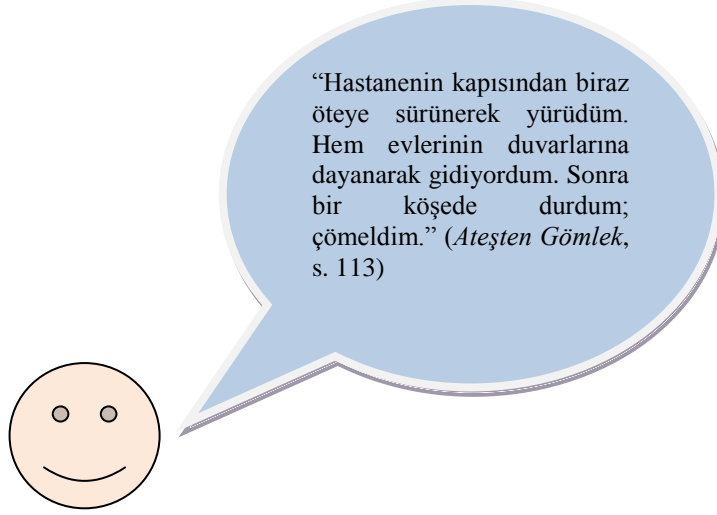 “Hastanenin kapısından biraz
öteye sürünerek yürüdüm.
Hem evlerinin duvarlarına
dayanarak gidiyordum. Sonra
bir köşede durdum;
çömeldim.” (Ateşten Gömlek,
s. 113)